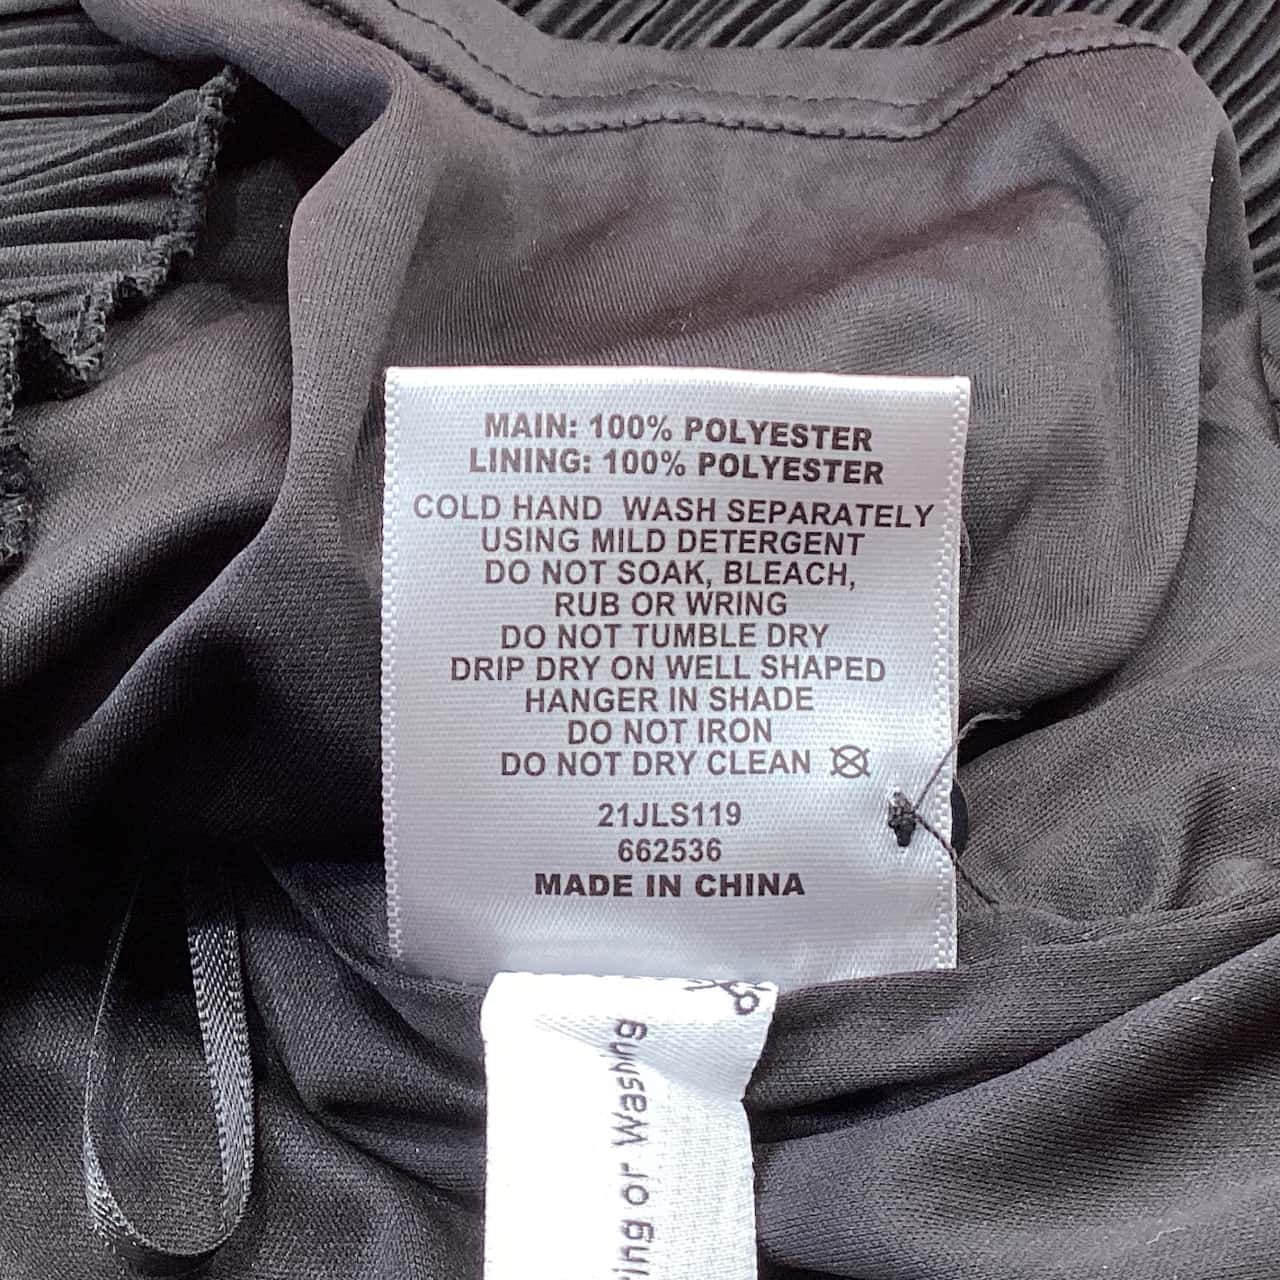 MAIN: 100% POLYESTER
LINING: 100% POLYESTER
COLD HAND WASH SEPARATELY
USING MILD DETERGENT
DO NOT SOAK, BLEACH,
RUB OR WRING
DO NOT TUMBLE DRY
DRIP DRY ON WELL SHAPED
HANGER IN SHADE
DO NOT IRON
DO NOT DRY CLEAN
21JLS119
662536
MADE IN CHINA
or Washing